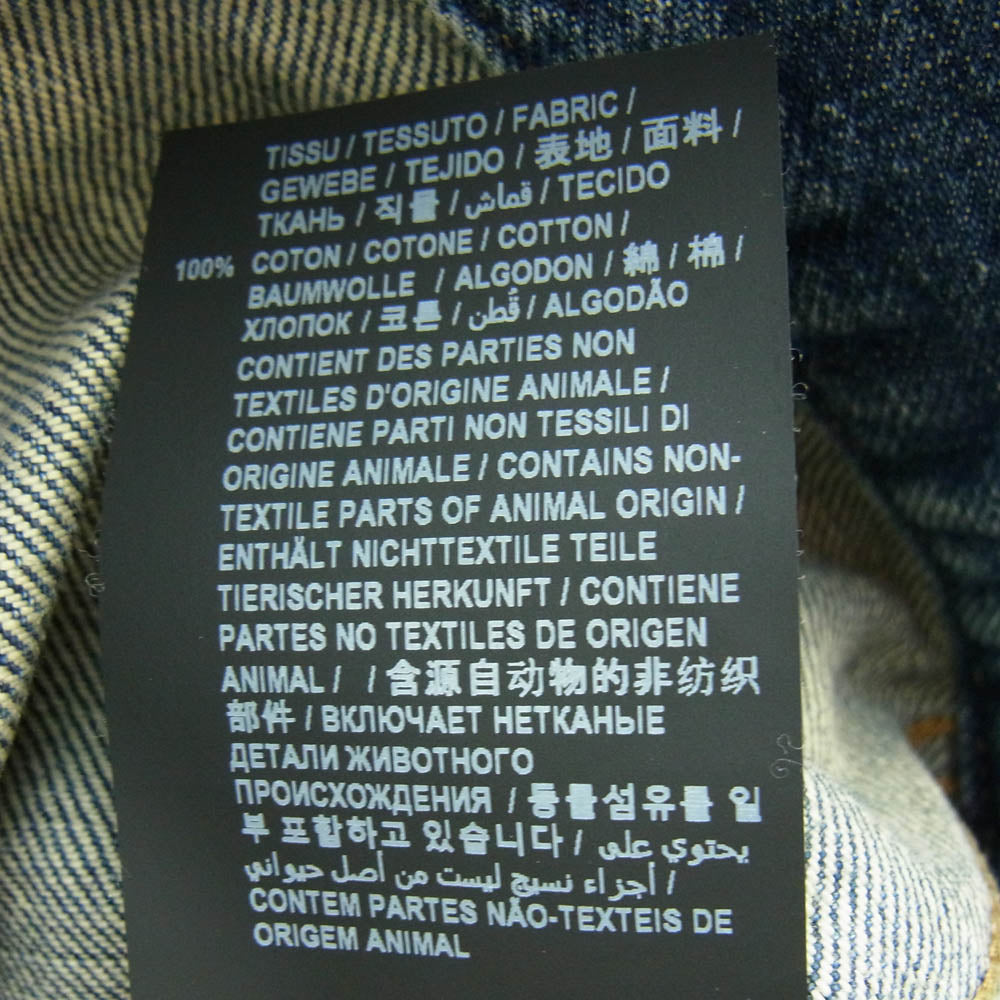 TISSU / TESSUTO / FABRIC /
GEWEBE / TEJIDO / 表地 / 面料 /
ТКАНЬ / 직물 / قماش / TECIDO
100% COTON / COTONE / COTTON /
BAUMWOLLE / ALGODON / 綿 / 棉 /
ХЛОПОК / 코튼 / قُطن / ALGODÃO
CONTIENT DES PARTIES NON
TEXTILES D'ORIGINE ANIMALE /
CONTIENE PARTI NON TESSILI DI
ORIGINE ANIMALE / CONTAINS NON-
TEXTILE PARTS OF ANIMAL ORIGIN /
ENTHÄLT NICHTTEXTILE TEILE
TIERISCHER HERKUNFT / CONTIENE
PARTES NO TEXTILES DE ORIGEN
ANIMAL / / 含源自动物的非纺织
部件 / ВКЛЮЧАЕТ НЕТКАНЫЕ
ДЕТАЛИ ЖИВОТНОГО
ПРОИСХОЖДЕНИЯ / 동물섬유를 일
부 포함하고 있습니다 / يحتوي على
أجزاء نسيج ليست من أصل حيواني /
CONTEM PARTES NÃO-TEXTEIS DE
ORIGEM ANIMAL